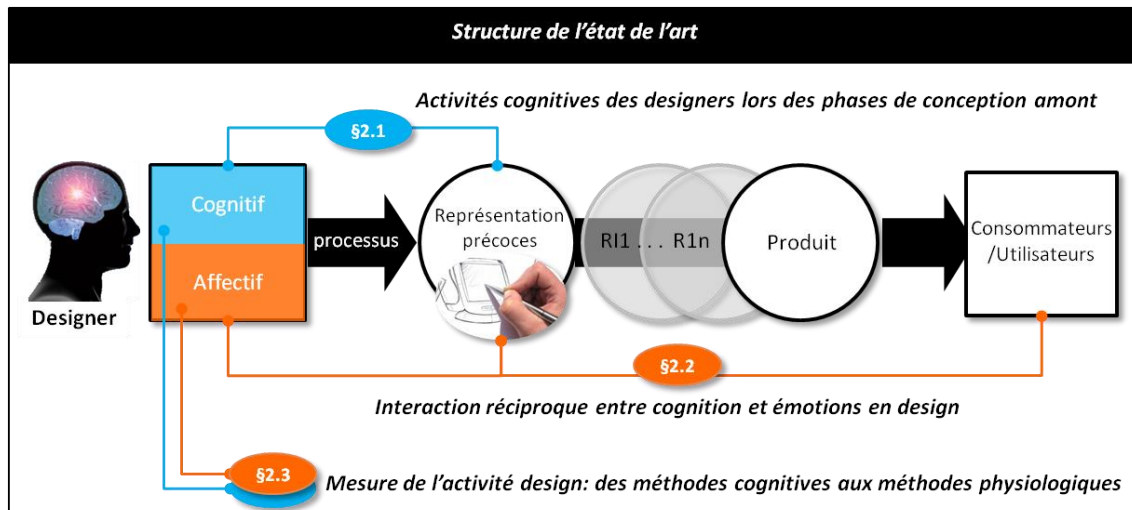 Structure de l'état de l'art
Activités cognitives des designers lors des phases de conception amont
§2.1
Cognitif
Affectif
Designer
processus
Représentation
précoces
RI1 . . . R1n
Produit
Consommateurs
/Utilisateurs
§2.2
Interaction réciproque entre cognition et émotions en design
§2.3
Mesure de l'activité design: des méthodes cognitives aux méthodes physiologiques